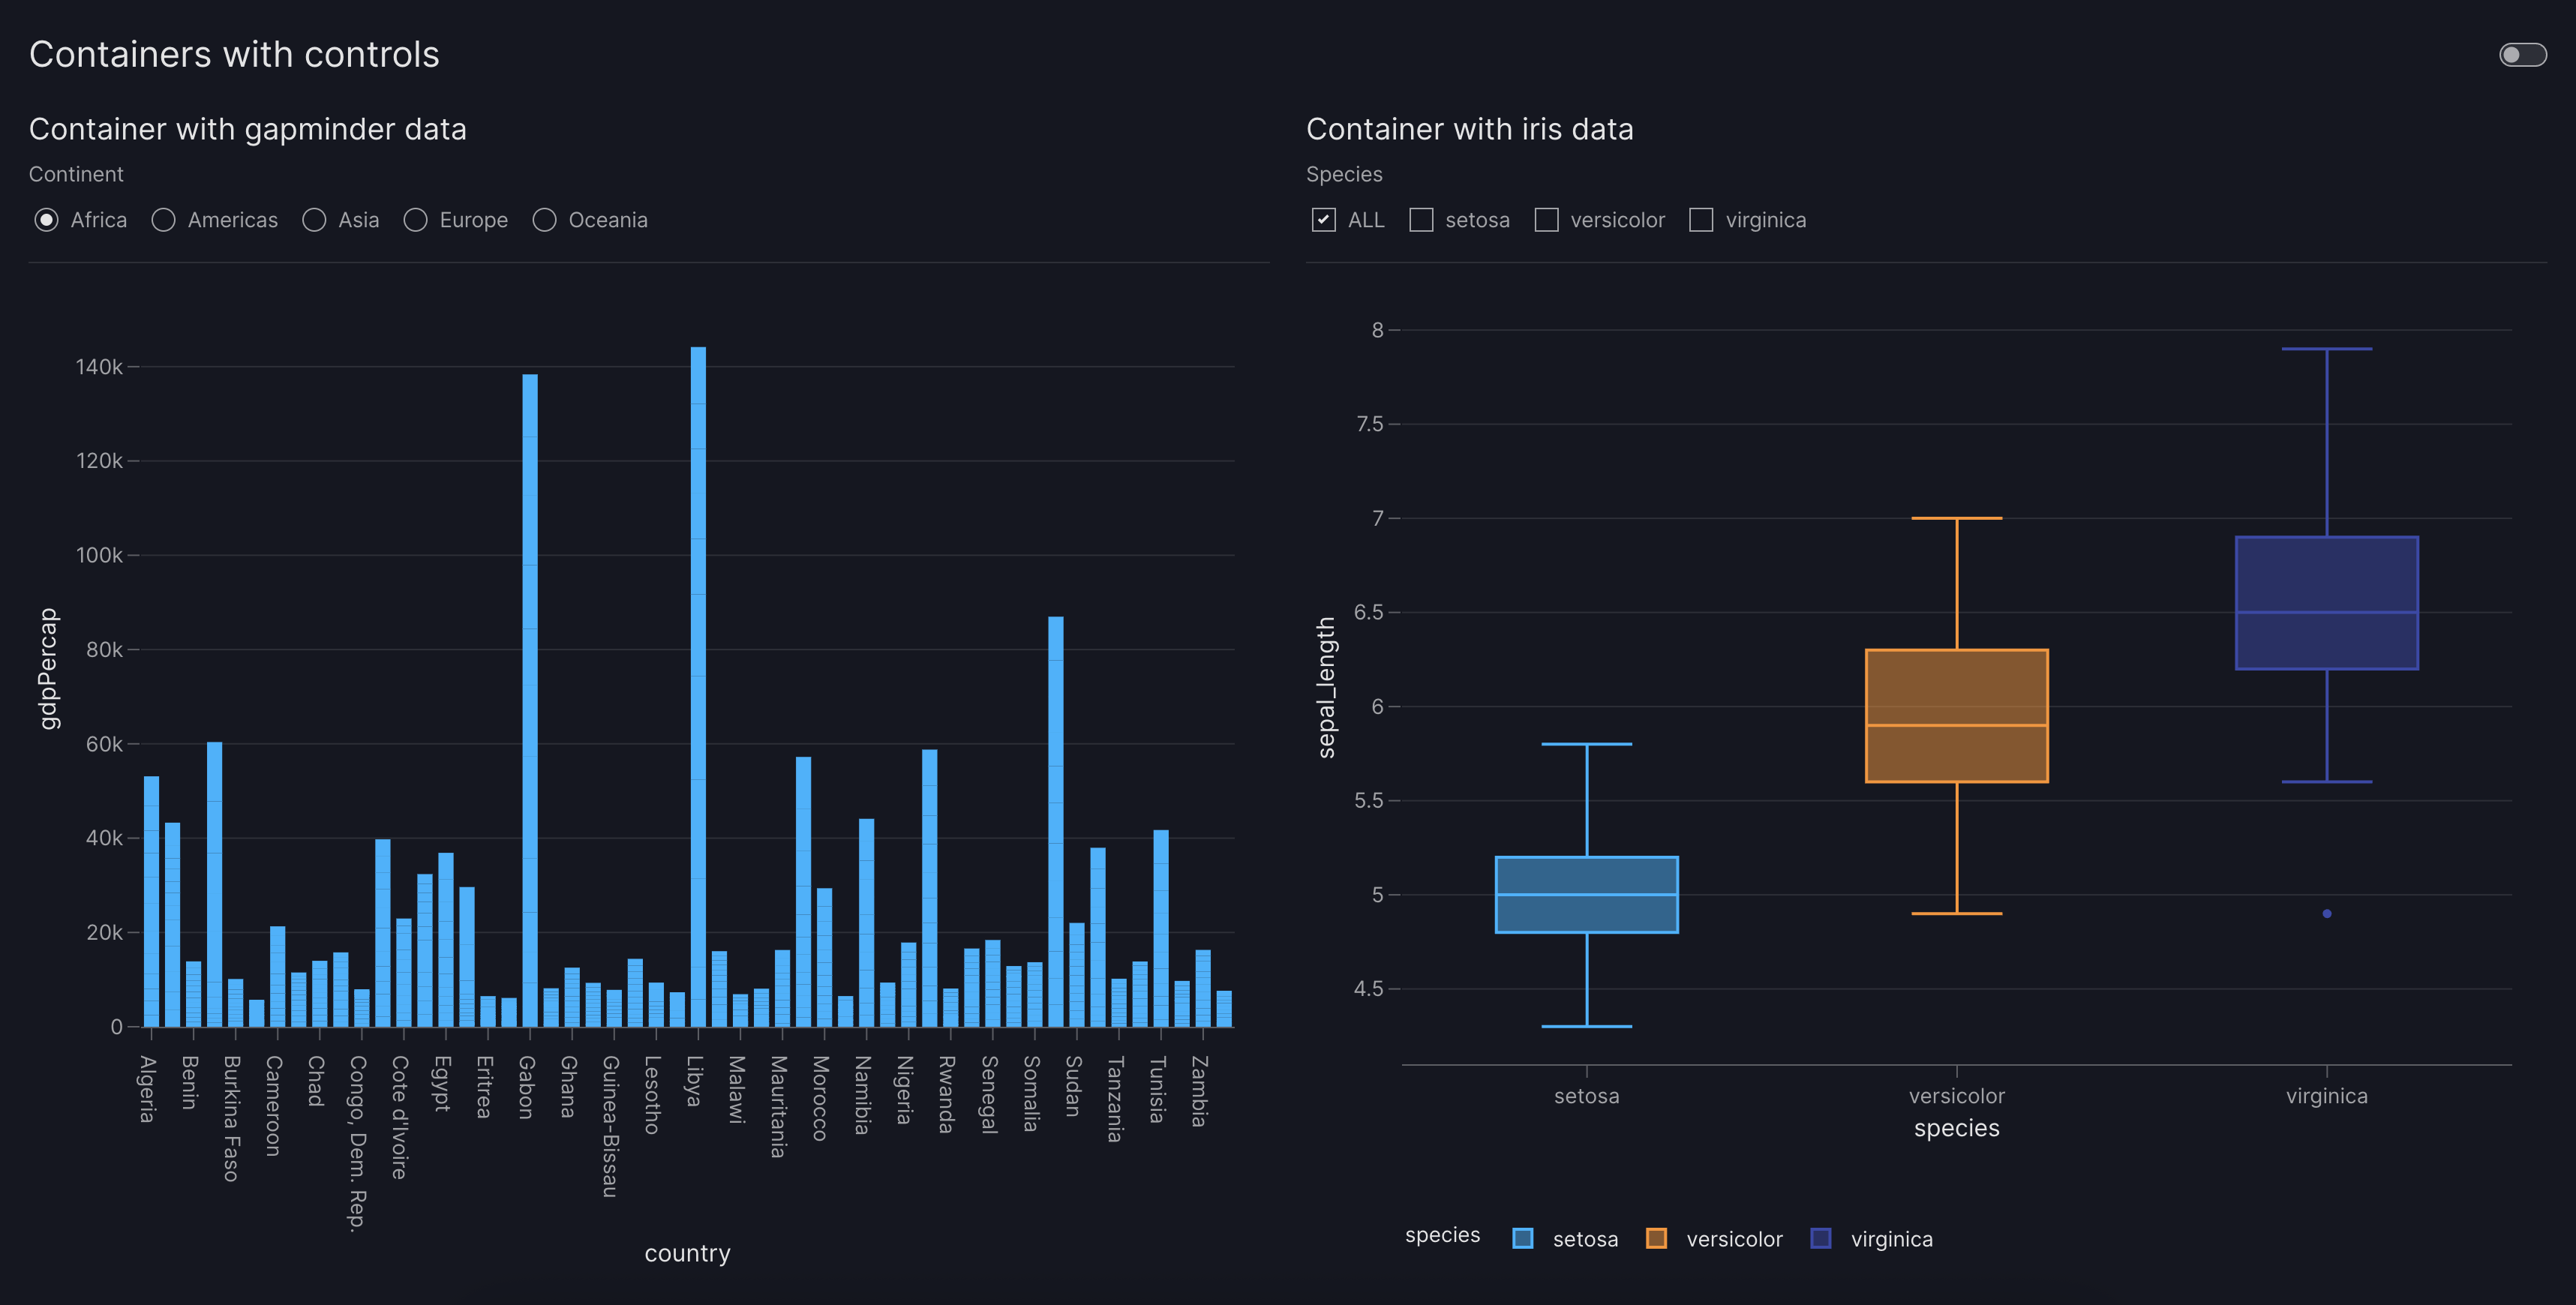 Containers with controls
Container with gapminder data
Continent
Africa Americas Asia Europe Oceania
140k
120k
100k
80k
60k
40k
20k
0
gdpPercap
Algeria
Benin
Burkina Faso
Cameroon
Chad
Congo, Dem. Rep.
Cote d'Ivoire
Egypt
Eritrea
Gabon
Ghana
Guinea-Bissau
Lesotho
Libya
Malawi
Mauritania
Morocco
Namibia
Nigeria
Rwanda
Senegal
Somalia
Sudan
Tanzania
Tunisia
Zambia
country
Container with iris data
Species
ALL setosa versicolor virginica
8
7.5
7
6.5
6
5.5
5
4.5
sepal_length
setosa versicolor virginica
species
species setosa versicolor virginica